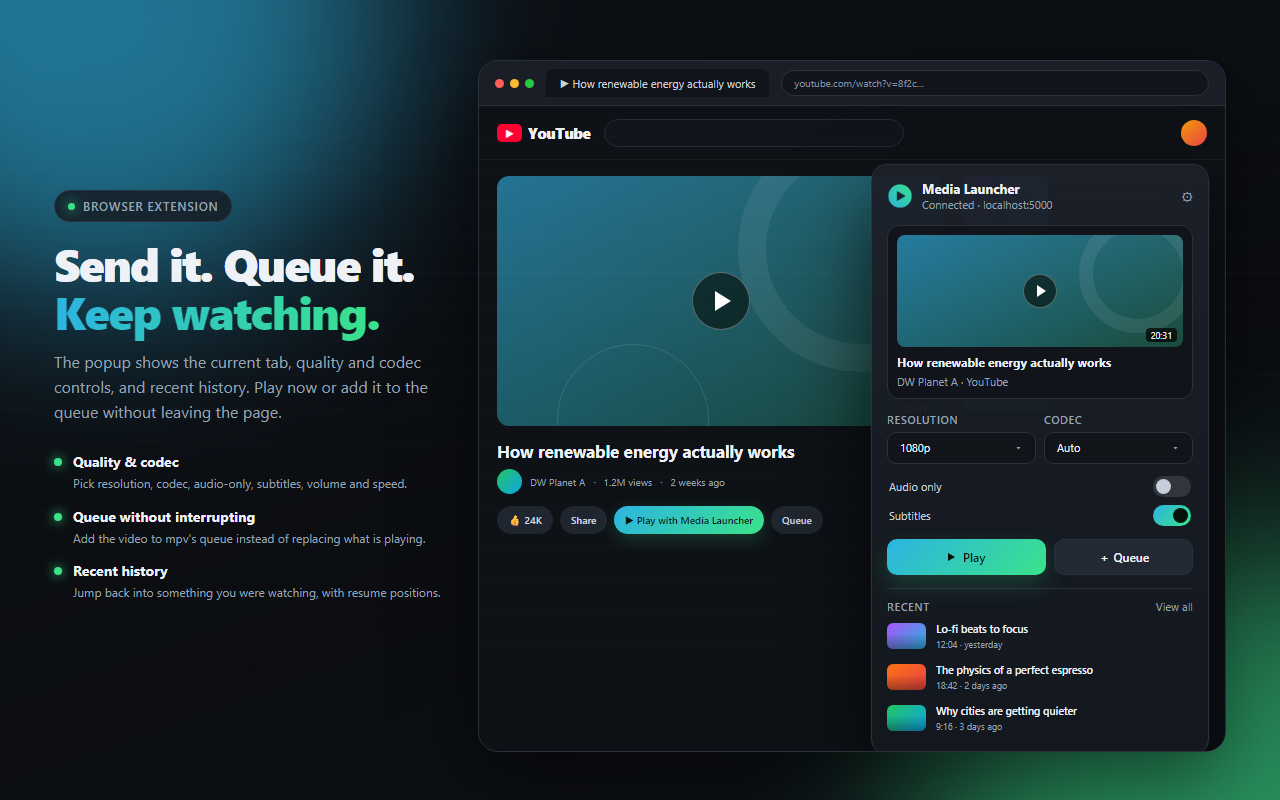 BROWSER EXTENSION
Send it. Queue it.
Keep watching.
The popup shows the current tab, quality and codec
controls, and recent history. Play now or add it to the
queue without leaving the page.
Quality & codec
Pick resolution, codec, audio-only, subtitles, volume and speed.
Queue without interrupting
Add the video to mpv's queue instead of replacing what is playing.
Recent history
Jump back into something you were watching, with resume positions.
▶ How renewable energy actually works
youtube.com/watch?v=8f2c...
YouTube
How renewable energy actually works
DW Planet A · 1.2M views · 2 weeks ago
👍 24K
Share
▶ Play with Media Launcher
Queue
Media Launcher
Connected · localhost:5000
20:31
How renewable energy actually works
DW Planet A · YouTube
RESOLUTION
CODEC
1080p
Auto
Audio only
Subtitles
▶ Play
+ Queue
RECENT
View all
Lo-fi beats to focus
12:04 · yesterday
The physics of a perfect espresso
18:42 · 2 days ago
Why cities are getting quieter
9:16 · 3 days ago